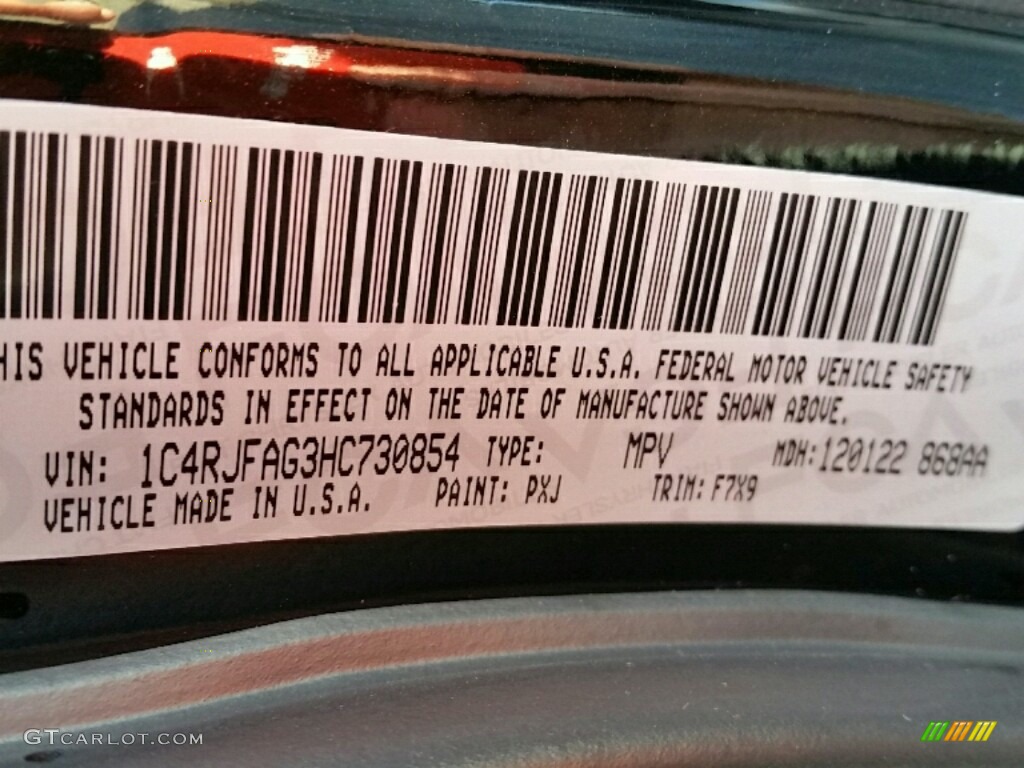 HIS VEHICLE CONFORMS TO ALL APPLICABLE U.S.A. FEDERAL MOTOR VEHICLE SAFETY
STANDARDS IN EFFECT ON THE DATE OF MANUFACTURE SHOWN ABOVE.
VIN: 1C4RJFAG3HC730854 TYPE: MPV MDH:120122 868AA
VEHICLE MADE IN U.S.A. PAINT: PXJ TRIM: F7X9
GTCARLOT.COM